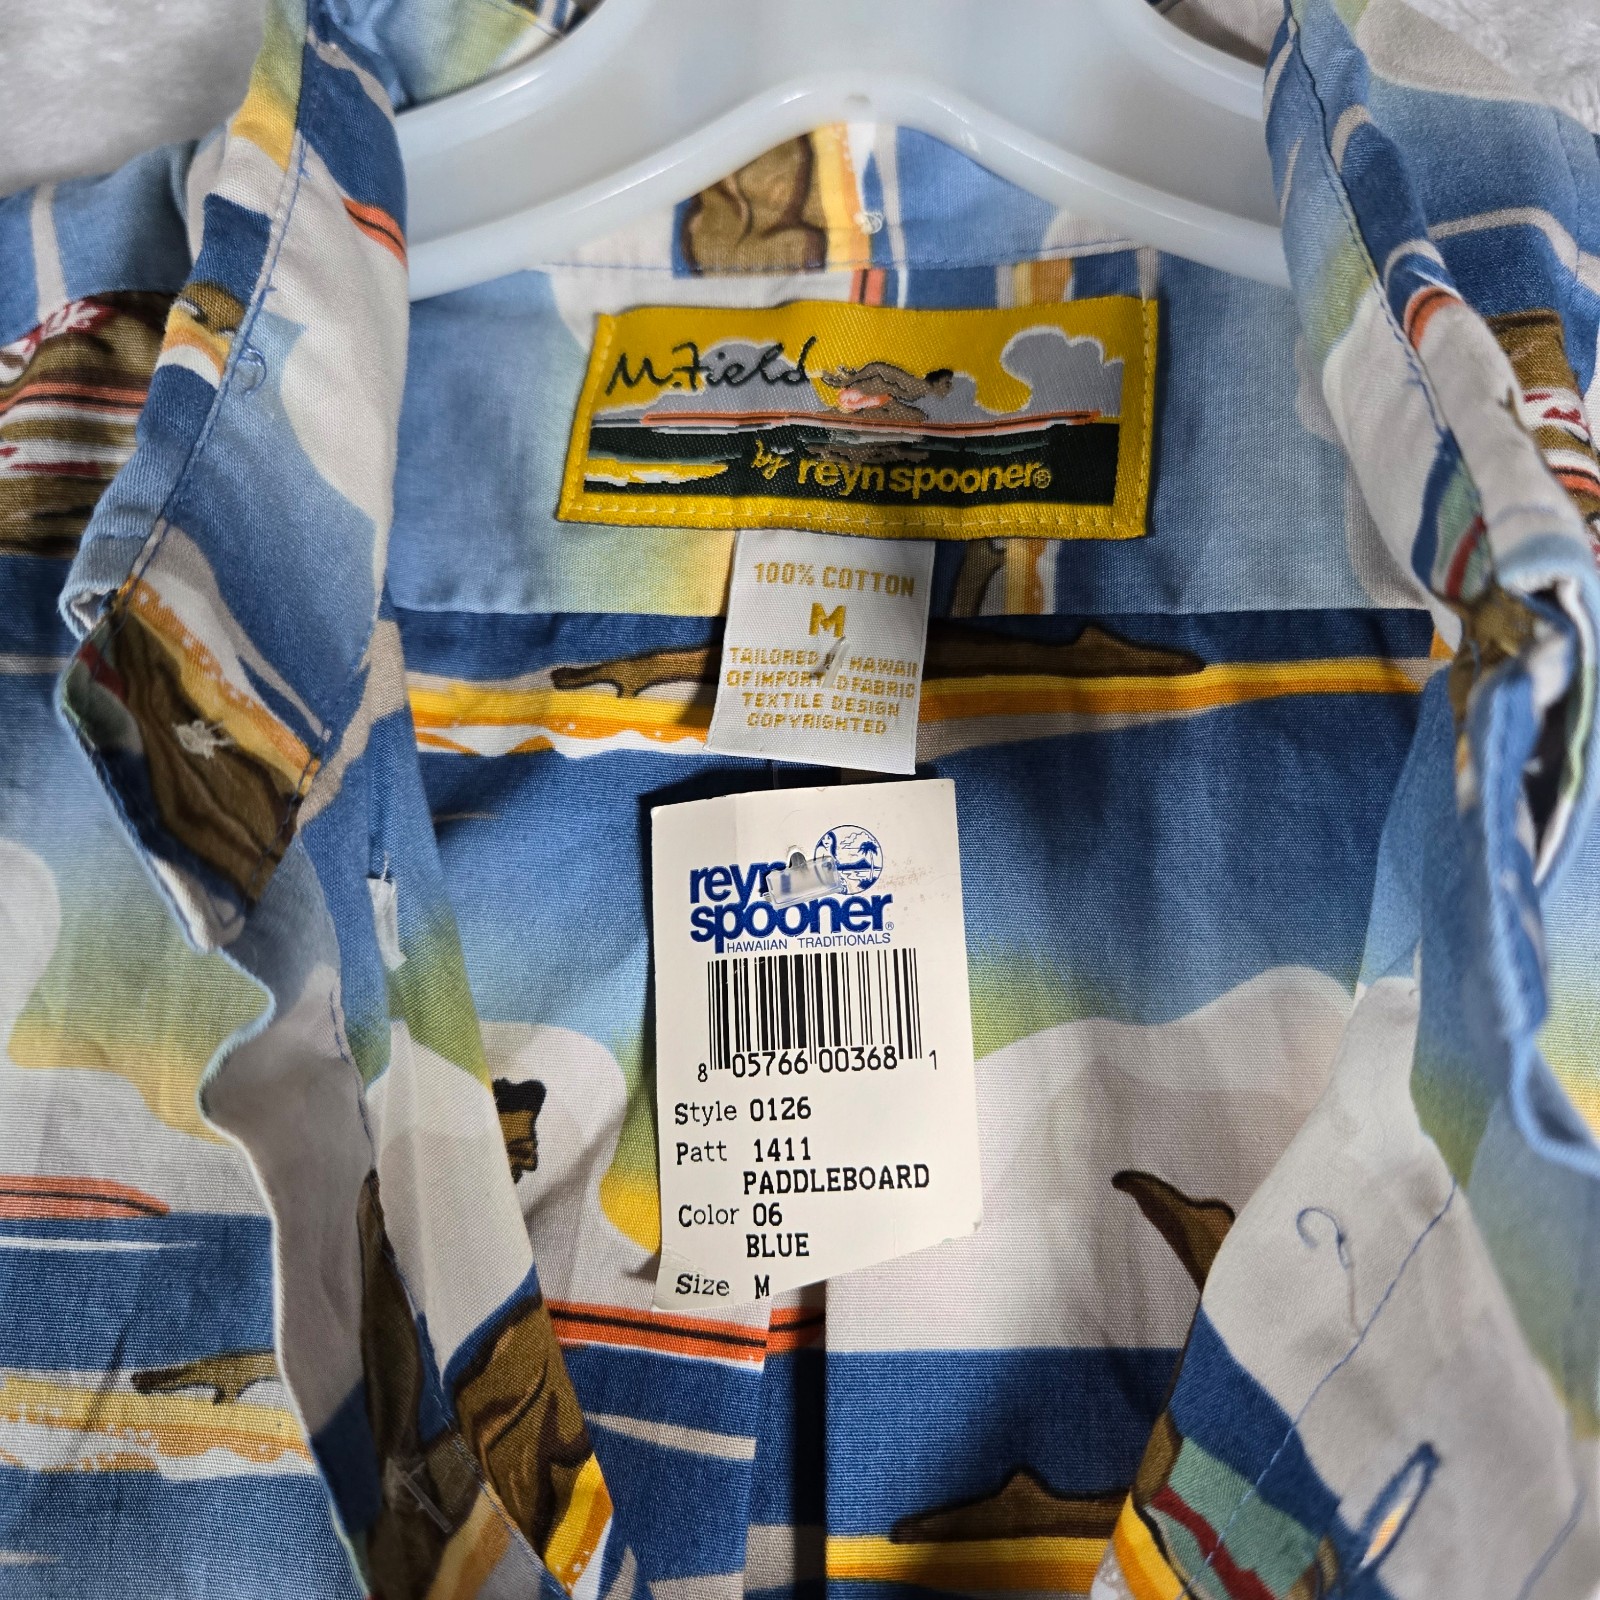 M.Field
by reyn spooner®
100% COTTON
M
TAILORED HAWAII
OF IMPORTED FABRIC
TEXTILE DESIGN
COPYRIGHTED
reyn
spooner®
HAWAIIAN TRADITIONALS
8 05766 00368 1
Style 0126
Patt 1411
PADDLEBOARD
Color 06
BLUE
Size M